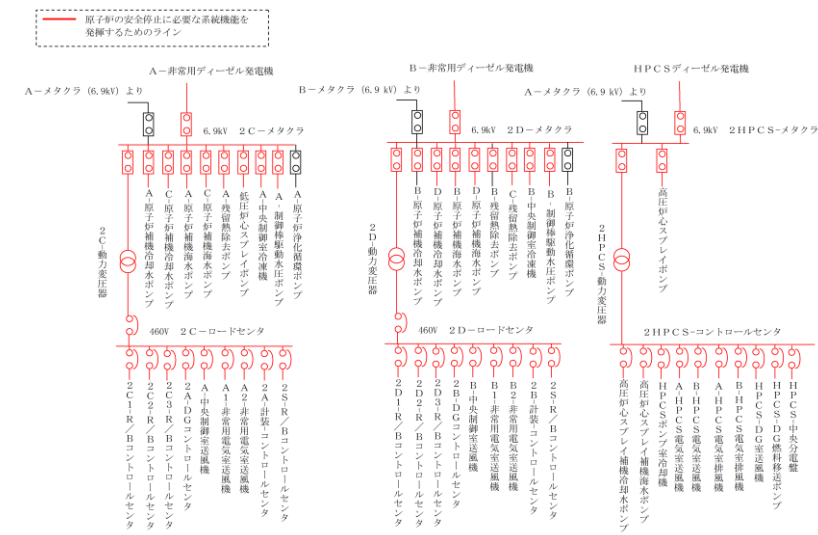 原子炉の安全停止に必要な系統機能を
発揮するためのライン
A－非常用ディーゼル発電機
A－メタクラ（6.9kV）より
6.9kV　2C－メタクラ
A－原子炉補機冷却水ポンプ
C－原子炉補機冷却水ポンプ
A－原子炉補機海水ポンプ
C－原子炉補機海水ポンプ
A－残留熱除去ポンプ
低圧炉心スプレイポンプ
A－中央制御室冷凍機
A－制御棒駆動水圧ポンプ
A－原子炉浄化循環ポンプ
2C－動力変圧器
460V　2C－ロードセンタ
2C1－R／Bコントロールセンタ
2C2－R／Bコントロールセンタ
2C3－R／Bコントロールセンタ
2A－DGコントロールセンタ
A－中央制御室送風機
A1－非常用電気室送風機
A2－非常用電気室送風機
2A－計装－コントロールセンタ
2S－R／Bコントロールセンタ
B－非常用ディーゼル発電機
B－メタクラ（6.9 kV）より
6.9kV　2D－メタクラ
B－原子炉補機冷却水ポンプ
D－原子炉補機冷却水ポンプ
B－原子炉補機海水ポンプ
D－原子炉補機海水ポンプ
B－残留熱除去ポンプ
C－残留熱除去ポンプ
B－中央制御室冷凍機
B－制御棒駆動水圧ポンプ
B－原子炉浄化循環ポンプ
2D－動力変圧器
460V　2D－ロードセンタ
2D1－R／Bコントロールセンタ
2D2－R／Bコントロールセンタ
2D3－R／Bコントロールセンタ
2B－DGコントロールセンタ
B－中央制御室送風機
B1－非常用電気室送風機
B2－非常用電気室送風機
2B－計装－コントロールセンタ
2S－R／Bコントロールセンタ
HPCSディーゼル発電機
A－メタクラ（6.9 kV）より
6.9kV　2HPCS－メタクラ
高圧炉心スプレイポンプ
2HPCS－動力変圧器
2HPCS－コントロールセンタ
高圧炉心スプレイ補機冷却水ポンプ
高圧炉心スプレイ補機海水ポンプ
HPCSポンプ室冷却機
A－HPCS電気室送風機
B－HPCS電気室送風機
A－HPCS電気室排風機
B－HPCS電気室排風機
HPCS－DG室送風機
HPCS－DG燃料移送ポンプ
HPCS－中央分電盤